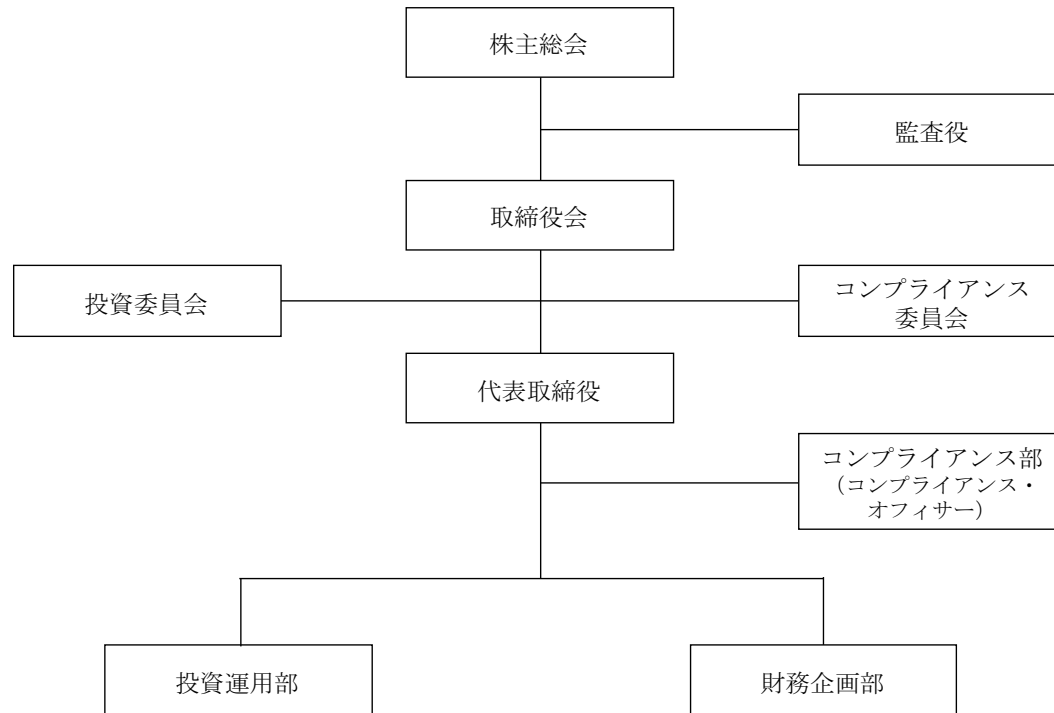 株主総会
監査役
取締役会
投資委員会
コンプライアンス
委員会
代表取締役
コンプライアンス部
（コンプライアンス・
オフィサー）
投資運用部
財務企画部